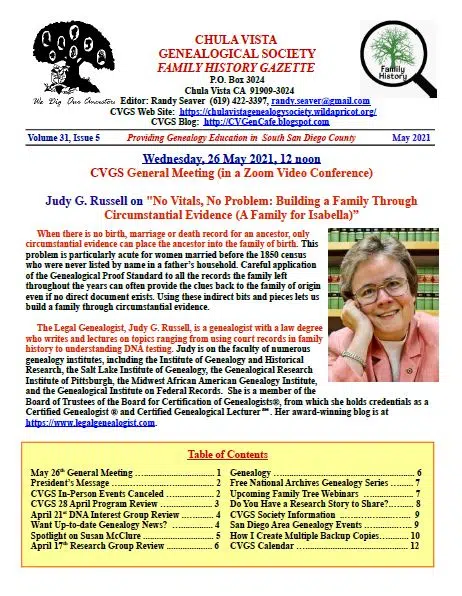 CHULA VISTA
GENEALOGICAL SOCIETY
FAMILY HISTORY GAZETTE
P.O. Box 3024
Chula Vista CA 91909-3024
We Dig Our Ancestors
Family
History
Editor: Randy Seaver (619) 422-3397, randy.seaver@gmail.com
CVGS Web Site: https://chulavistagenealogysociety.wildapricot.org/
CVGS Blog: http://CVGenCafe.blogspot.com
Volume 31, Issue 5 Providing Genealogy Education in South San Diego County May 2021
Wednesday, 26 May 2021, 12 noon
CVGS General Meeting (in a Zoom Video Conference)
Judy G. Russell on "No Vitals, No Problem: Building a Family Through
Circumstantial Evidence (A Family for Isabella)”
When there is no birth, marriage or death record for an ancestor, only
circumstantial evidence can place the ancestor into the family of birth. This
problem is particularly acute for women married before the 1850 census
who were never listed by name in a father’s household. Careful application
of the Genealogical Proof Standard to all the records the family left
throughout the years can often provide the clues back to the family of origin
even if no direct document exists. Using these indirect bits and pieces lets us
build a family through circumstantial evidence.
The Legal Genealogist, Judy G. Russell, is a genealogist with a law degree
who writes and lectures on topics ranging from using court records in family
history to understanding DNA testing. Judy is on the faculty of numerous
genealogy institutes, including the Institute of Genealogy and Historical
Research, the Salt Lake Institute of Genealogy, the Genealogical Research
Institute of Pittsburgh, the Midwest African American Genealogy Institute,
and the Genealogical Institute on Federal Records. She is a member of the
Board of Trustees of the Board for Certification of Genealogists®, from which she holds credentials as a
Certified Genealogist ® and Certified Genealogical Lecturer℠. Her award-winning blog is at
https://www.legalgenealogist.com.
Table of Contents
May 26th General Meeting ........................ 1
President’s Message ................................ 2
CVGS In-Person Events Canceled .............. 2
CVGS 28 April Program Review ................ 3
April 21st DNA Interest Group Review ........ 4
Want Up-to-date Genealogy News? ............ 4
Spotlight on Susan McClure ...................... 5
April 17th Research Group Review ............. 6
Genealogy ................................................ 6
Free National Archives Genealogy Series ........ 7
Upcoming Family Tree Webinars ............... 7
Do You Have a Research Story to Share?........ 8
CVGS Society Information ........................ 9
San Diego Area Genealogy Events ................ 9
How I Create Multiple Backup Copies........... 10
CVGS Calendar ...................................... 12